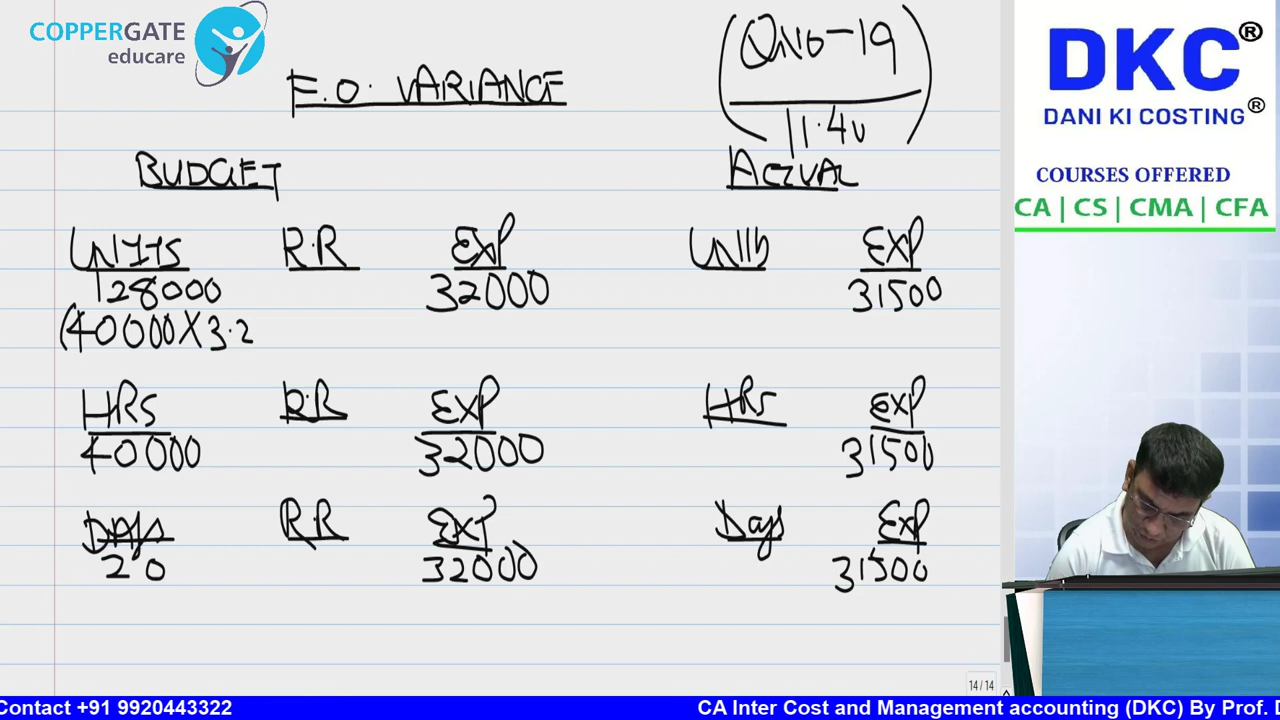 COPPERGATE
educare
(QNo-19
11.40)
F.O. VARIANCE
BUDGET
ACTUAL
UNITS R.R EXP Units EXP
128000 32000 31500
(40000X3.2
HRS R.R EXP HRs EXP
40000 32000 31500
Days R.R EXP Days EXP
20 32000 31500
14/14
DKC®
DANI KI COSTING®
COURSES OFFERED
CA | CS | CMA | CFA
Contact +91 9920443322 CA Inter Cost and Management accounting (DKC) By Prof.